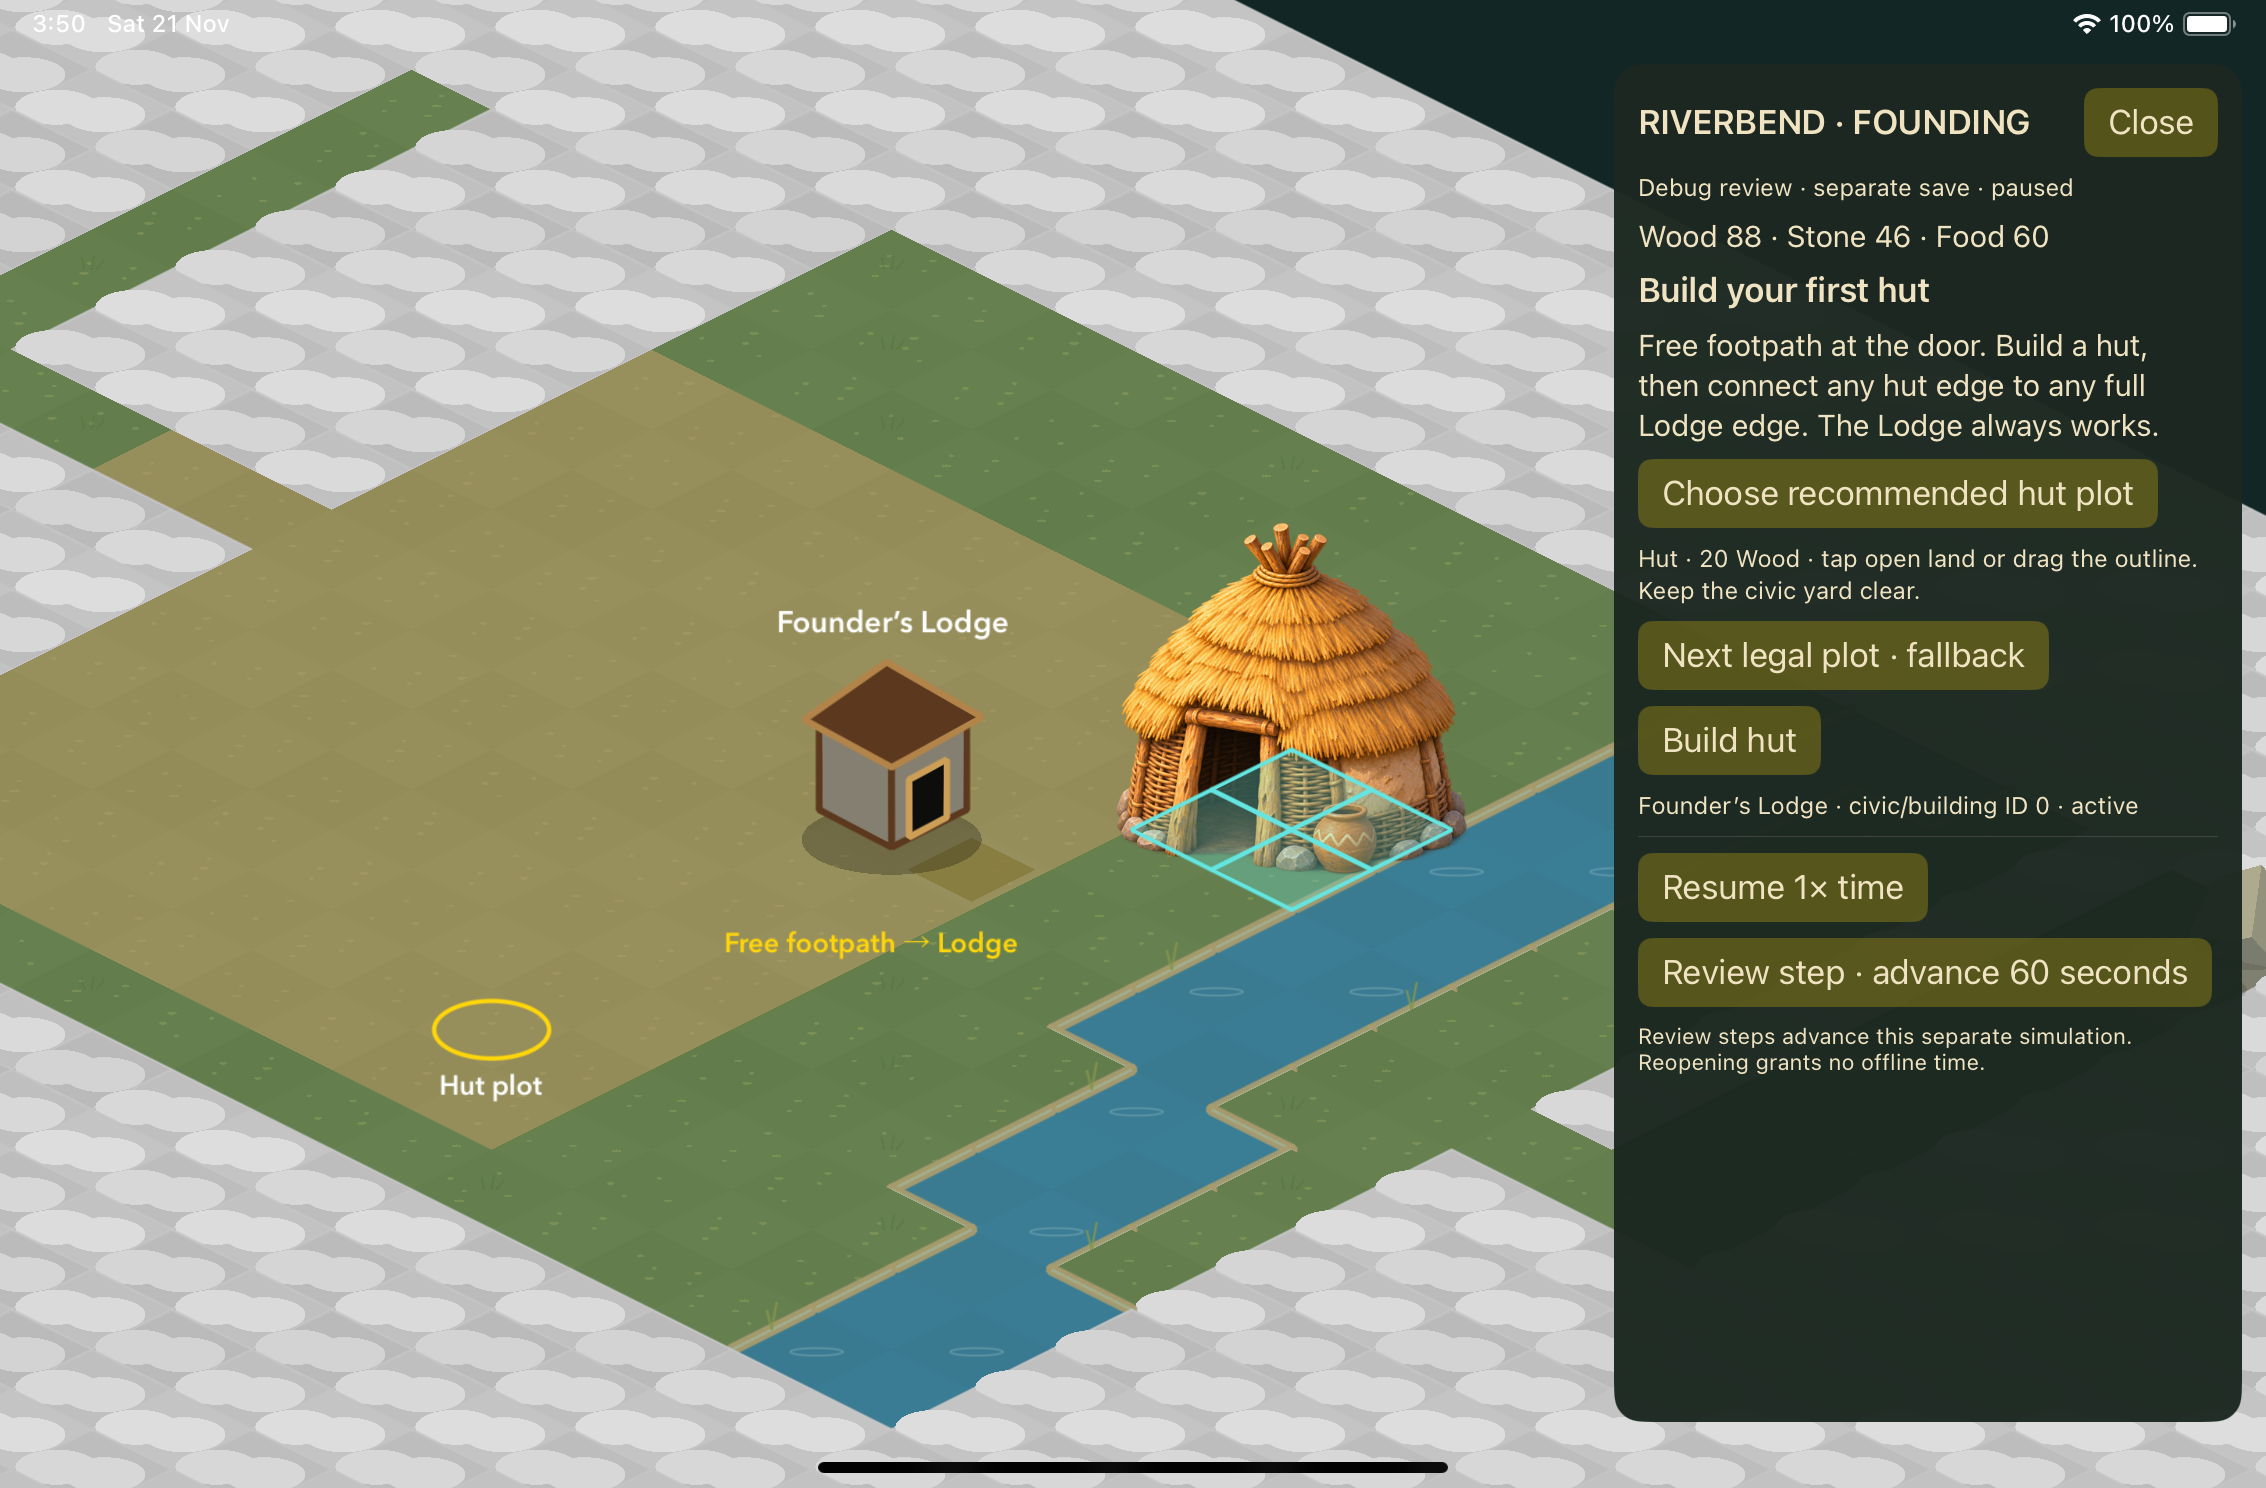 3:50 Sat 21 Nov
100%
RIVERBEND · FOUNDING
Close
Debug review · separate save · paused
Wood 88 · Stone 46 · Food 60
Build your first hut
Free footpath at the door. Build a hut,
then connect any hut edge to any full
Lodge edge. The Lodge always works.
Choose recommended hut plot
Hut · 20 Wood · tap open land or drag the outline.
Keep the civic yard clear.
Next legal plot · fallback
Build hut
Founder’s Lodge · civic/building ID 0 · active
Resume 1× time
Review step · advance 60 seconds
Review steps advance this separate simulation.
Reopening grants no offline time.
Founder’s Lodge
Free footpath → Lodge
Hut plot